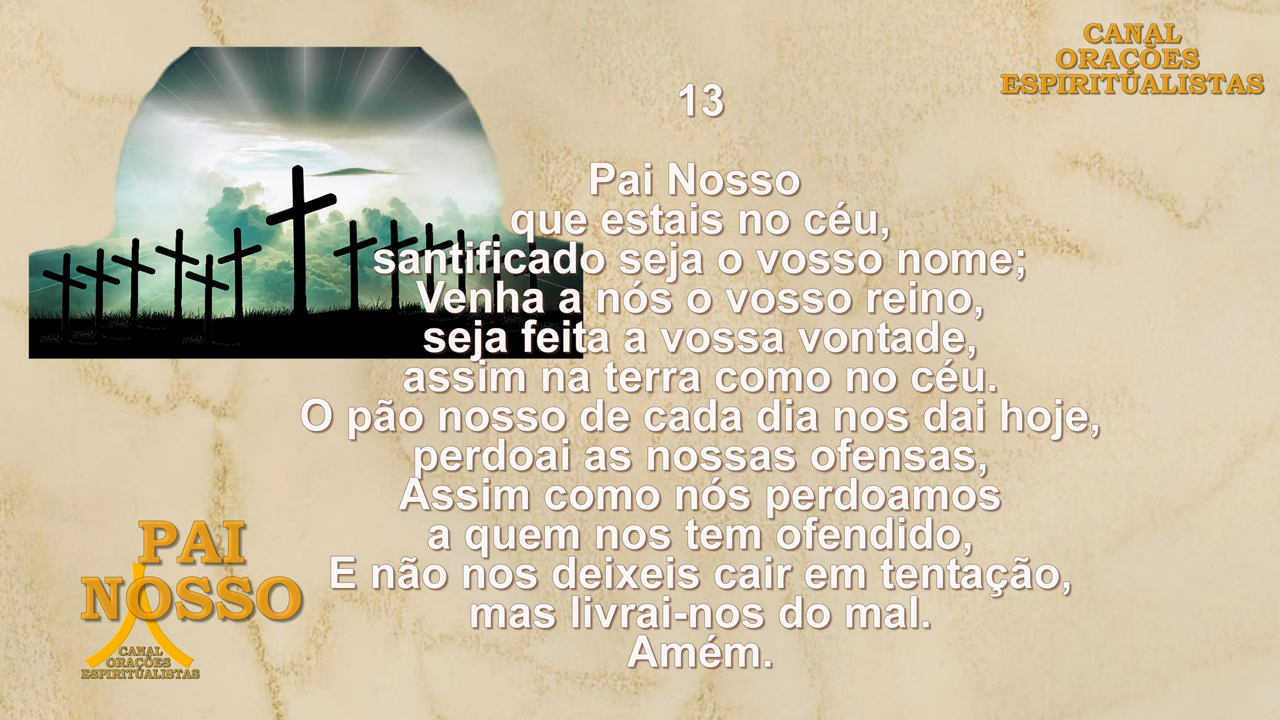 CANAL
ORAÇÕES
ESPIRITUALISTAS
13
Pai Nosso
que estais no céu,
santificado seja o vosso nome;
Venha a nós o vosso reino,
seja feita a vossa vontade,
assim na terra como no céu.
O pão nosso de cada dia nos dai hoje,
perdoai as nossas ofensas,
Assim como nós perdoamos
a quem nos tem ofendido,
E não nos deixeis cair em tentação,
mas livrai-nos do mal.
Amém.
PAI
NOSSO
CANAL
ORAÇÕES
ESPIRITUALISTAS